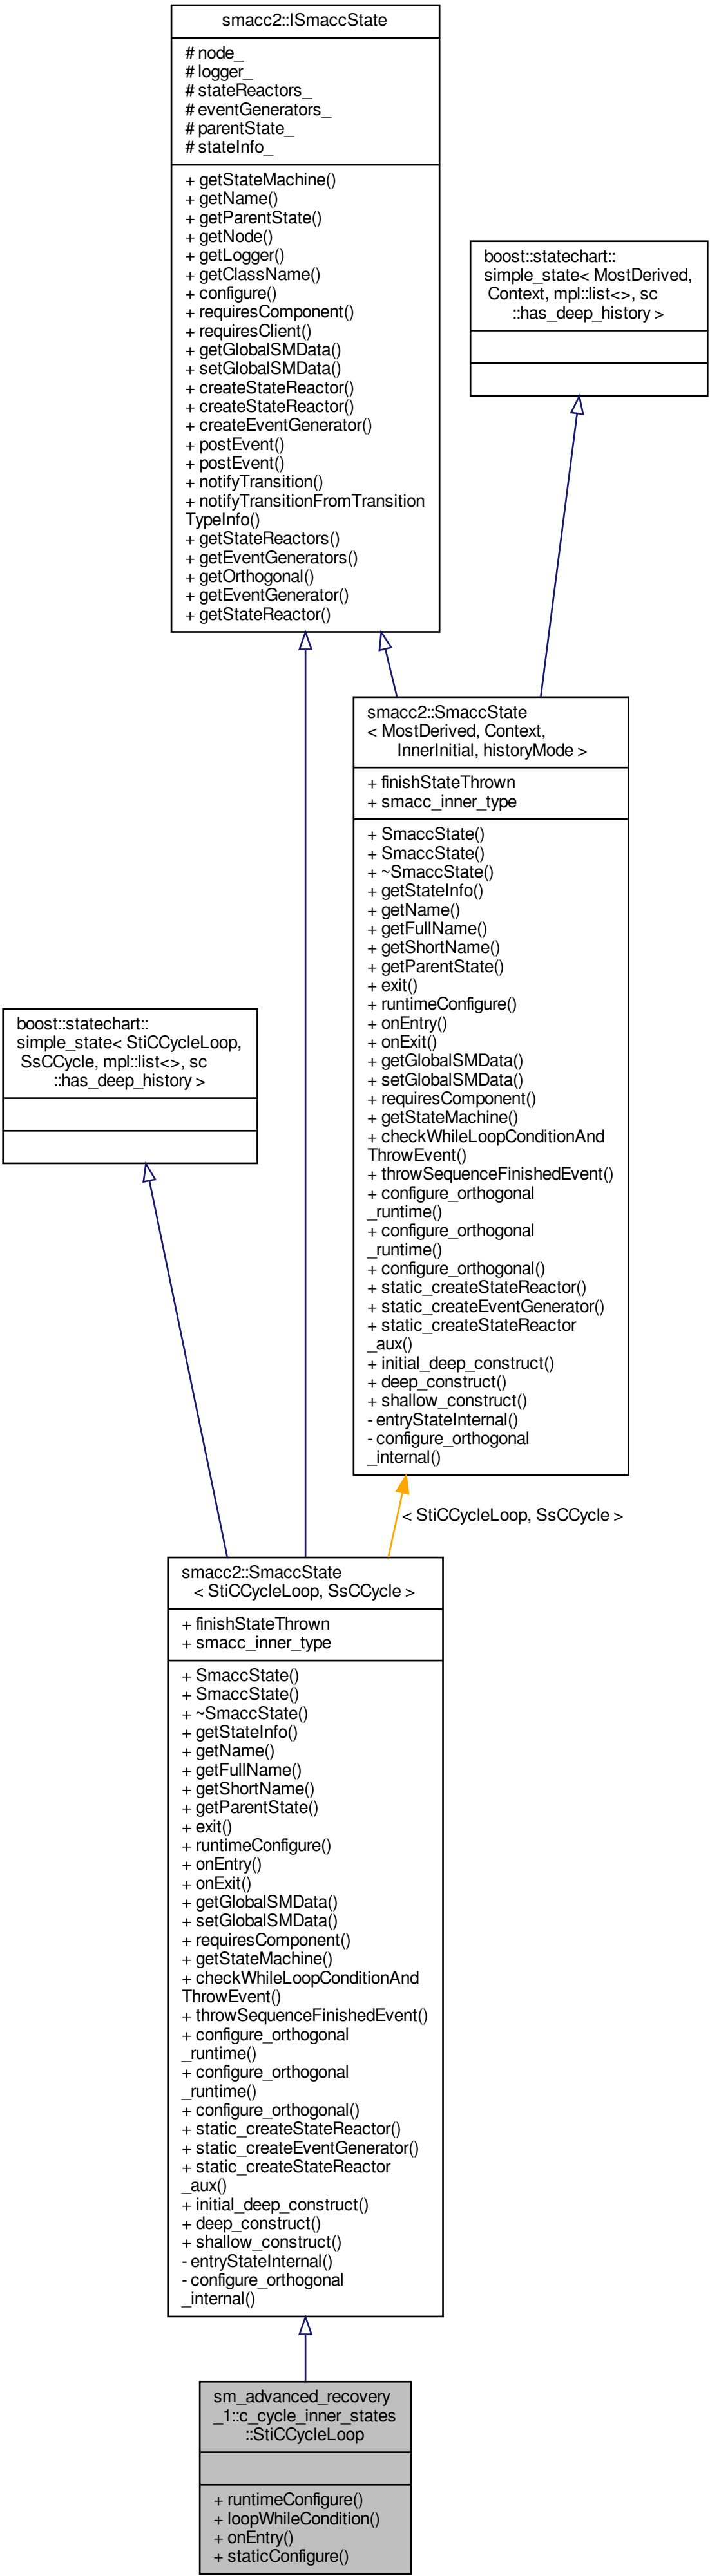 smacc2::ISmaccState
# node_
# logger_
# stateReactors_
# eventGenerators_
# parentState_
# stateInfo_
+ getStateMachine()
+ getName()
+ getParentState()
+ getNode()
+ getLogger()
+ getClassName()
+ configure()
+ requiresComponent()
+ requiresClient()
+ getGlobalSMData()
+ setGlobalSMData()
+ createStateReactor()
+ createStateReactor()
+ createEventGenerator()
+ postEvent()
+ postEvent()
+ notifyTransition()
+ notifyTransitionFromTransition
TypeInfo()
+ getStateReactors()
+ getEventGenerators()
+ getOrthogonal()
+ getEventGenerator()
+ getStateReactor()
boost::statechart::
simple_state< MostDerived,
Context, mpl::list<>, sc
::has_deep_history >
smacc2::SmaccState
< MostDerived, Context,
InnerInitial, historyMode >
+ finishStateThrown
+ smacc_inner_type
+ SmaccState()
+ SmaccState()
+ ~SmaccState()
+ getStateInfo()
+ getName()
+ getFullName()
+ getShortName()
+ getParentState()
+ exit()
+ runtimeConfigure()
+ onEntry()
+ onExit()
+ getGlobalSMData()
+ setGlobalSMData()
+ requiresComponent()
+ getStateMachine()
+ checkWhileLoopConditionAnd
ThrowEvent()
+ throwSequenceFinishedEvent()
+ configure_orthogonal
_runtime()
+ configure_orthogonal
_runtime()
+ configure_orthogonal()
+ static_createStateReactor()
+ static_createEventGenerator()
+ static_createStateReactor
_aux()
+ initial_deep_construct()
+ deep_construct()
+ shallow_construct()
- entryStateInternal()
- configure_orthogonal
_internal()
boost::statechart::
simple_state< StiCCycleLoop,
SsCCycle, mpl::list<>, sc
::has_deep_history >
< StiCCycleLoop, SsCCycle >
smacc2::SmaccState
< StiCCycleLoop, SsCCycle >
+ finishStateThrown
+ smacc_inner_type
+ SmaccState()
+ SmaccState()
+ ~SmaccState()
+ getStateInfo()
+ getName()
+ getFullName()
+ getShortName()
+ getParentState()
+ exit()
+ runtimeConfigure()
+ onEntry()
+ onExit()
+ getGlobalSMData()
+ setGlobalSMData()
+ requiresComponent()
+ getStateMachine()
+ checkWhileLoopConditionAnd
ThrowEvent()
+ throwSequenceFinishedEvent()
+ configure_orthogonal
_runtime()
+ configure_orthogonal
_runtime()
+ configure_orthogonal()
+ static_createStateReactor()
+ static_createEventGenerator()
+ static_createStateReactor
_aux()
+ initial_deep_construct()
+ deep_construct()
+ shallow_construct()
- entryStateInternal()
- configure_orthogonal
_internal()
sm_advanced_recovery
_1::c_cycle_inner_states
::StiCCycleLoop
+ runtimeConfigure()
+ loopWhileCondition()
+ onEntry()
+ staticConfigure()